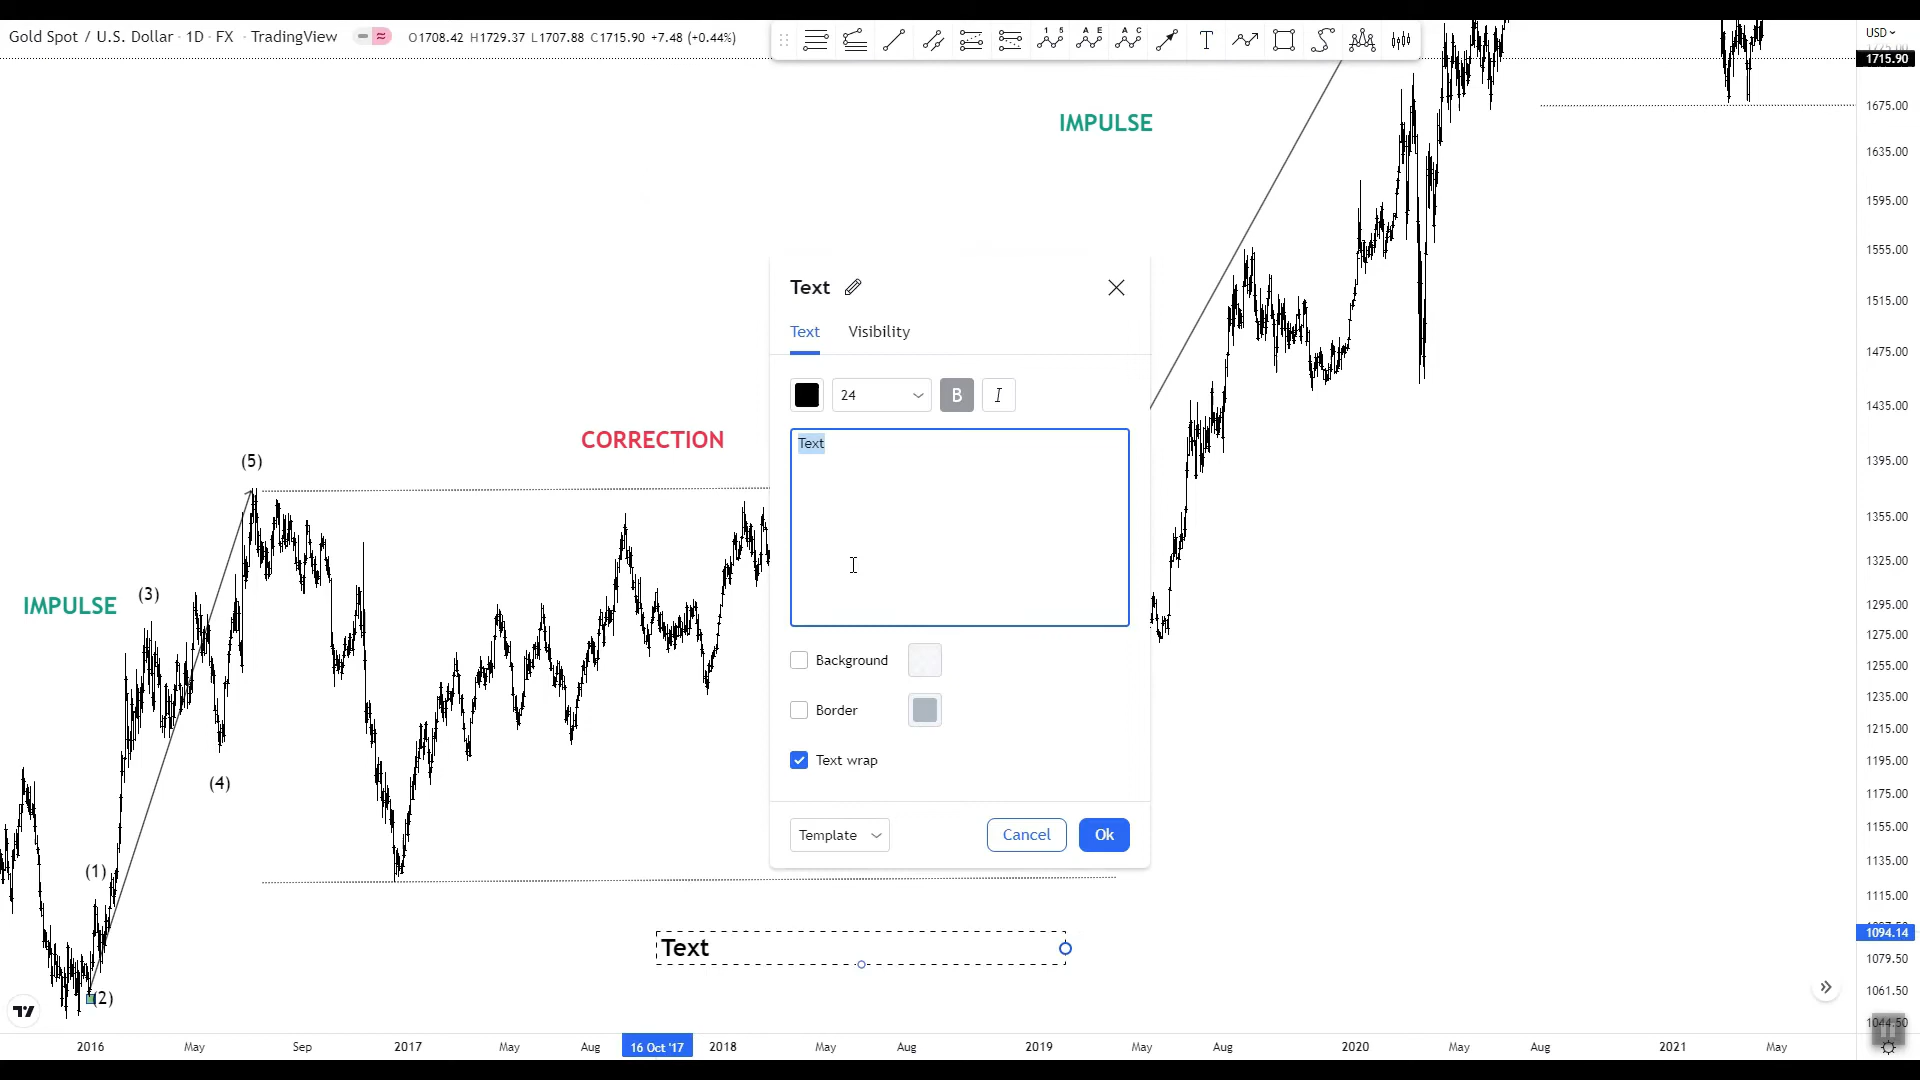 Gold Spot / U.S. Dollar · 1D · FX · TradingView
O1708.42 H1729.37 L1707.88 C1715.90 +7.48 (+0.44%)
USD
1715.90
1675.00
IMPULSE
1635.00
1595.00
1555.00
Text
1515.00
Text Visibility
1475.00
24 B I
1435.00
CORRECTION
Text
(5)
1395.00
1355.00
1325.00
(3)
IMPULSE
1295.00
1275.00
Background
1255.00
1235.00
Border
1215.00
Text wrap
1195.00
(4)
1175.00
Template
Cancel
Ok
1155.00
1135.00
(1)
1115.00
1094.14
Text
1079.50
1061.50
(2)
1044.50
2016 May Sep 2017 May Aug 16 Oct '17 2018 May Aug 2019 May Aug 2020 May Aug 2021 May